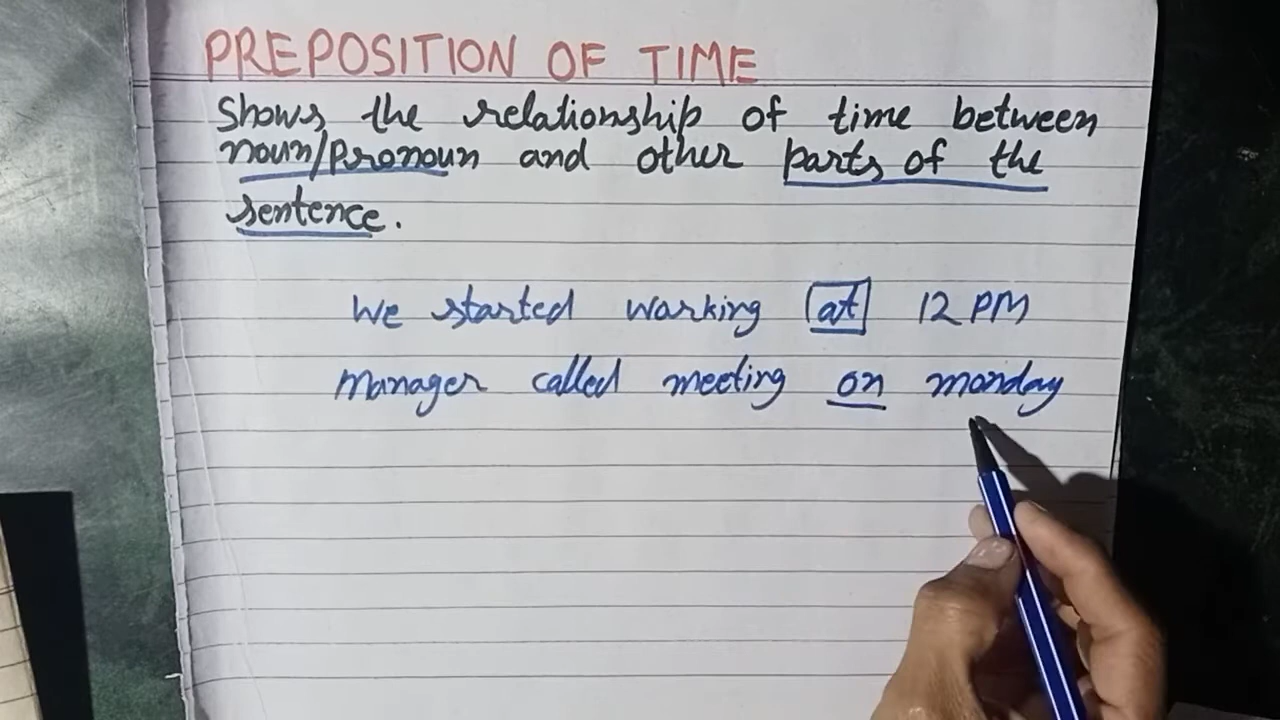 PREPOSITION OF TIME
Shows the relationship of time between
noun/Pronoun and other parts of the
sentence.
We started working at 12 PM
Manager called meeting on monday